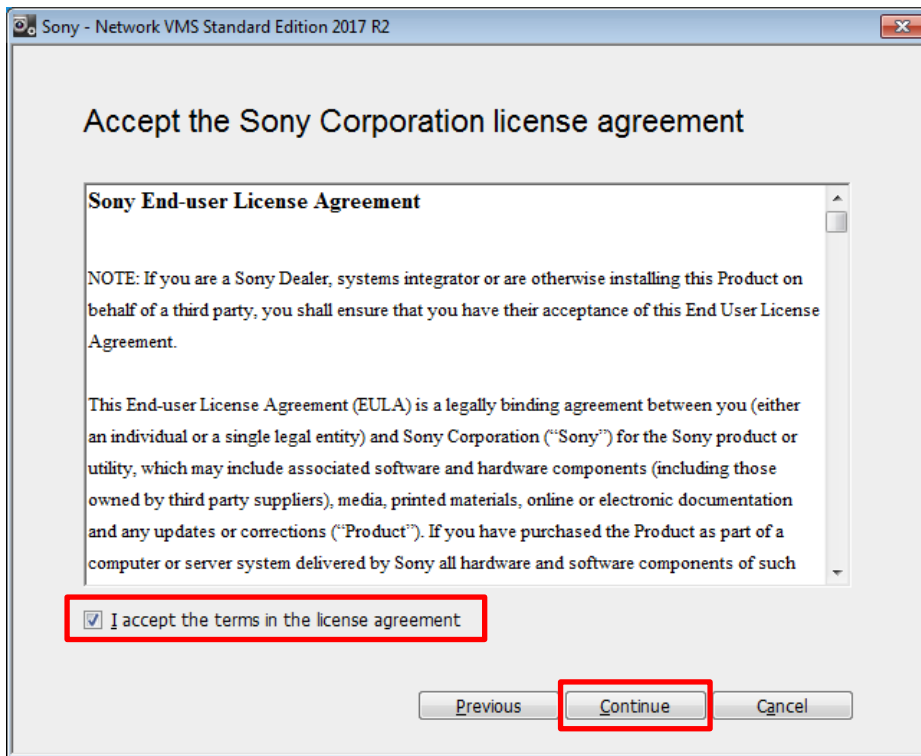 Sony - Network VMS Standard Edition 2017 R2
Accept the Sony Corporation license agreement
Sony End-user License Agreement
NOTE: If you are a Sony Dealer, systems integrator or are otherwise installing this Product on
behalf of a third party, you shall ensure that you have their acceptance of this End User License
Agreement.
This End-user License Agreement (EULA) is a legally binding agreement between you (either
an individual or a single legal entity) and Sony Corporation (“Sony”) for the Sony product or
utility, which may include associated software and hardware components (including those
owned by third party suppliers), media, printed materials, online or electronic documentation
and any updates or corrections (“Product”). If you have purchased the Product as part of a
computer or server system delivered by Sony all hardware and software components of such
I accept the terms in the license agreement
Previous Continue Cancel